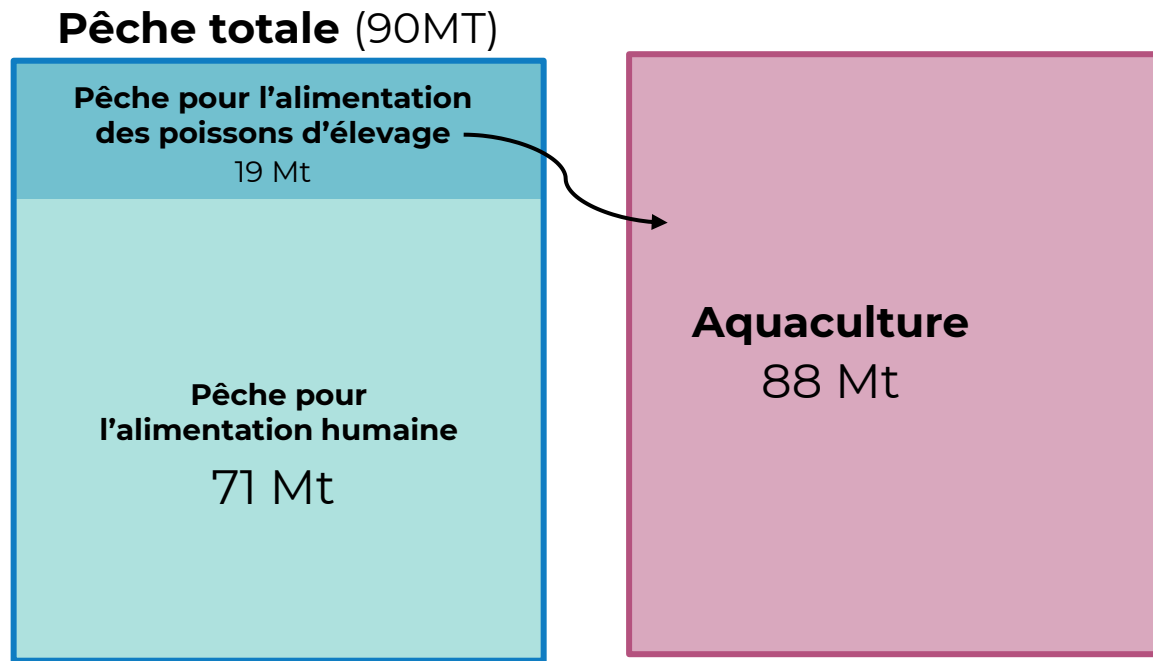 Pêche totale (90MT)
Pêche pour l'alimentation
des poissons d'élevage
19 Mt
Pêche pour
l'alimentation humaine
71 Mt
Aquaculture
88 Mt